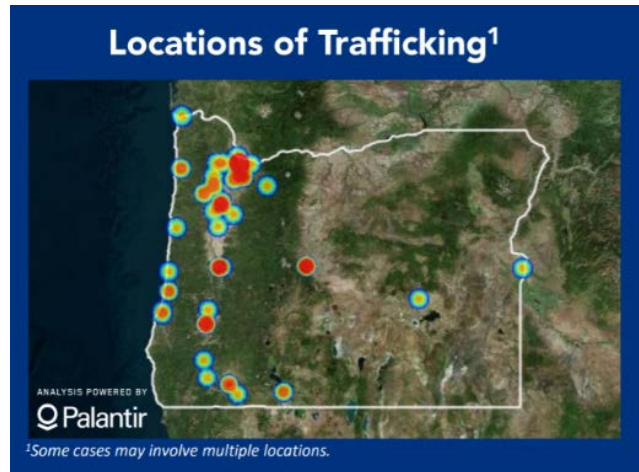 Locations of Trafficking¹
ANALYSIS POWERED BY
Palantir
¹Some cases may involve multiple locations.